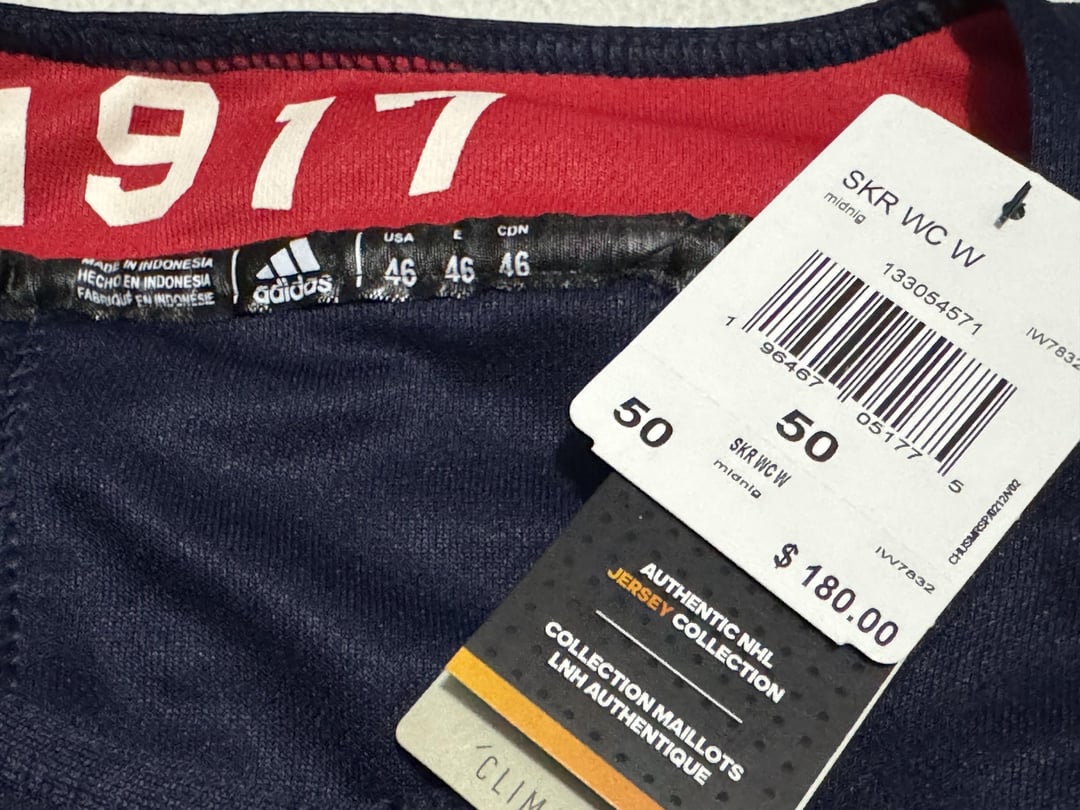 1917
MADE IN INDONESIA
HECHO EN INDONESIA
FABRIQUÉ EN INDONÉSIE
adidas
USA E CDN
46 46 46
SKR WC W
midnig
133054571
IW7832
1 96467 05177 5
50 50
SKR WC W
midnig
IW7832
$ 180.00
AUTHENTIC NHL
JERSEY COLLECTION
COLLECTION MAILLOTS
LNH AUTHENTIQUE
CLIM